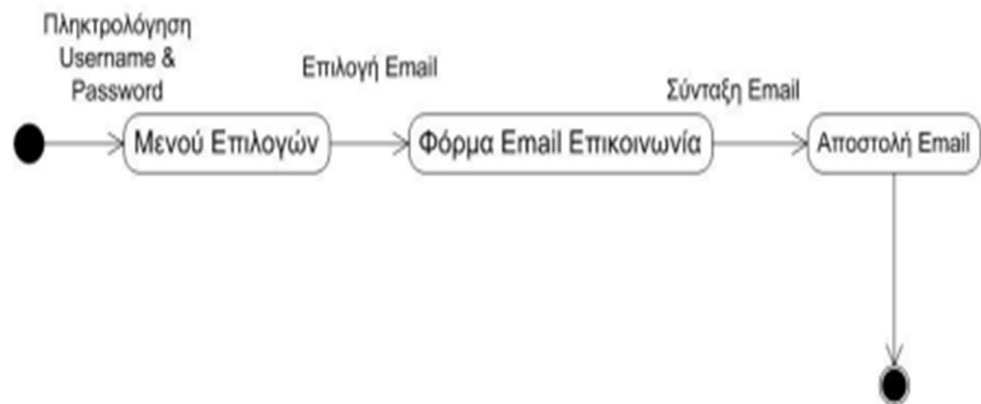 Πληκτρολόγηση
Username &
Password
Επιλογή Email
Σύνταξη Email
Μενού Επιλογών
Φόρμα Email Επικοινωνία
Αποστολή Email